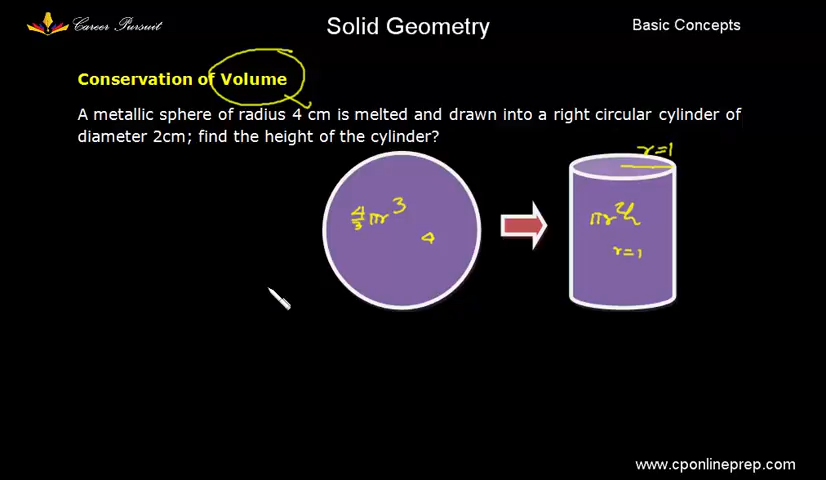 Career Pursuit
Solid Geometry
Basic Concepts
Conservation of Volume
A metallic sphere of radius 4 cm is melted and drawn into a right circular cylinder of
diameter 2cm; find the height of the cylinder?
r=1
4/3 πr³
πr²h
4
r=1
www.cponlineprep.com